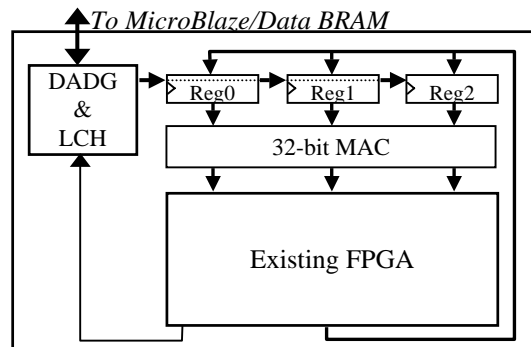 To MicroBlaze/Data BRAM
DADG
&
LCH
Reg0
Reg1
Reg2
32-bit MAC
Existing FPGA